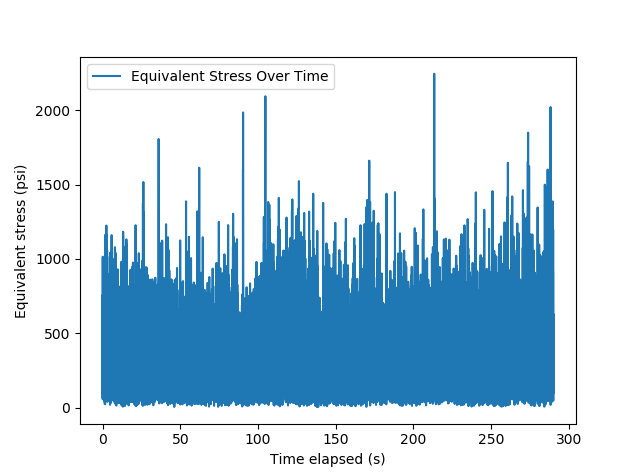 Equivalent Stress Over Time
Equivalent stress (psi)
2000
1500
1000
500
0
0 50 100 150 200 250 300
Time elapsed (s)